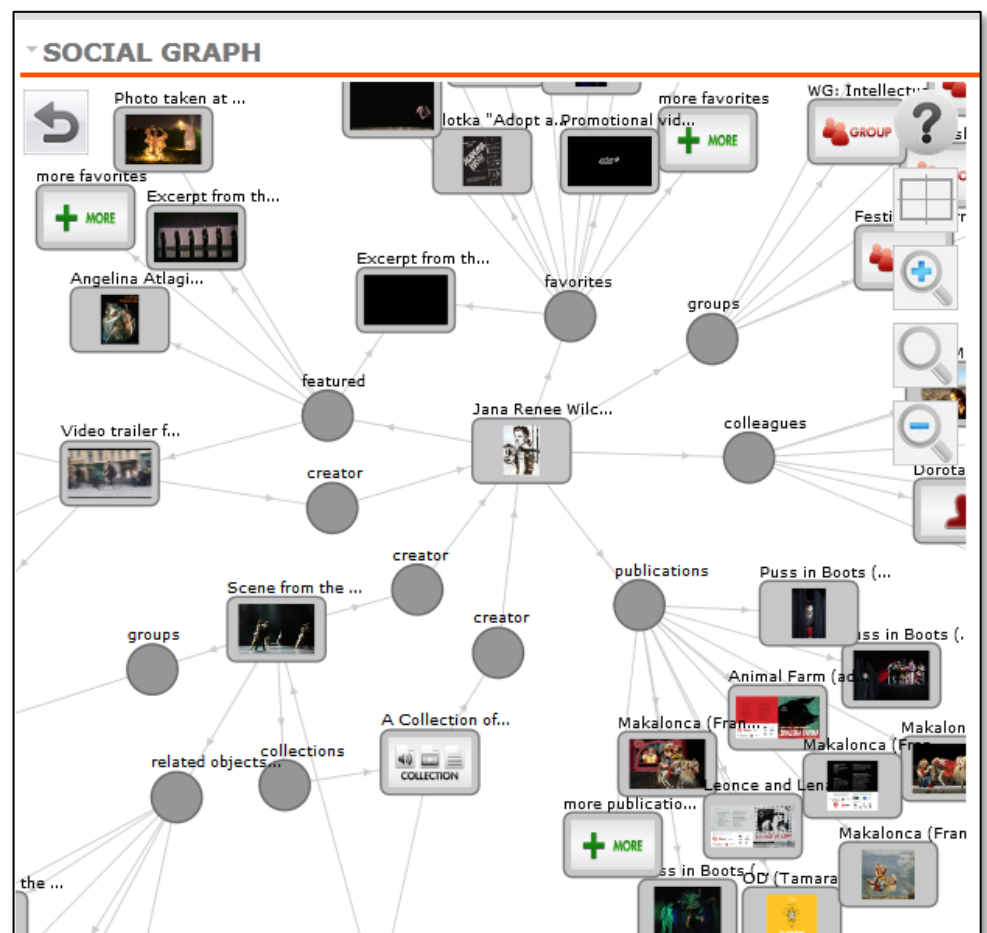 SOCIAL GRAPH
Photo taken at ...
more favorites
WG: Intellectu
lotka "Adopt a
Promotional vid...
GROUP
MORE
more favorites
MORE
Excerpt from th...
Festi
Angelina Atlagi...
Excerpt from th...
favorites
groups
featured
Jana Renee Wilc...
colleagues
Video trailer f...
creator
Dorota
creator
publications
Puss in Boots (...
Scene from the ...
creator
groups
uss in Boots (.
Animal Farm (ad
A Collection of...
Makalonca (Fran...
Makalon
collections
Makalonca (Fran
related objects...
COLLECTION
Leonce and Lena
more publicatio...
MORE
Makalonca (Fran
the ...
ss in Boots (
OD (Tamara